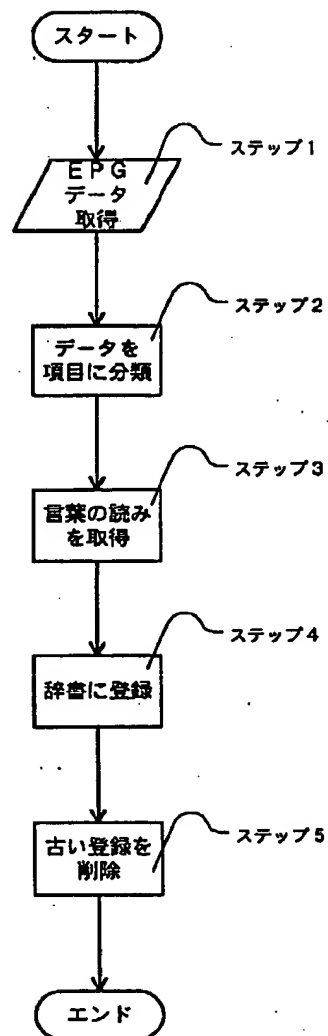 スタート
ステップ1
EPG
データ
取得
ステップ2
データを
項目に分類
ステップ3
言葉の読み
を取得
ステップ4
辞書に登録
ステップ5
古い登録を
削除
エンド